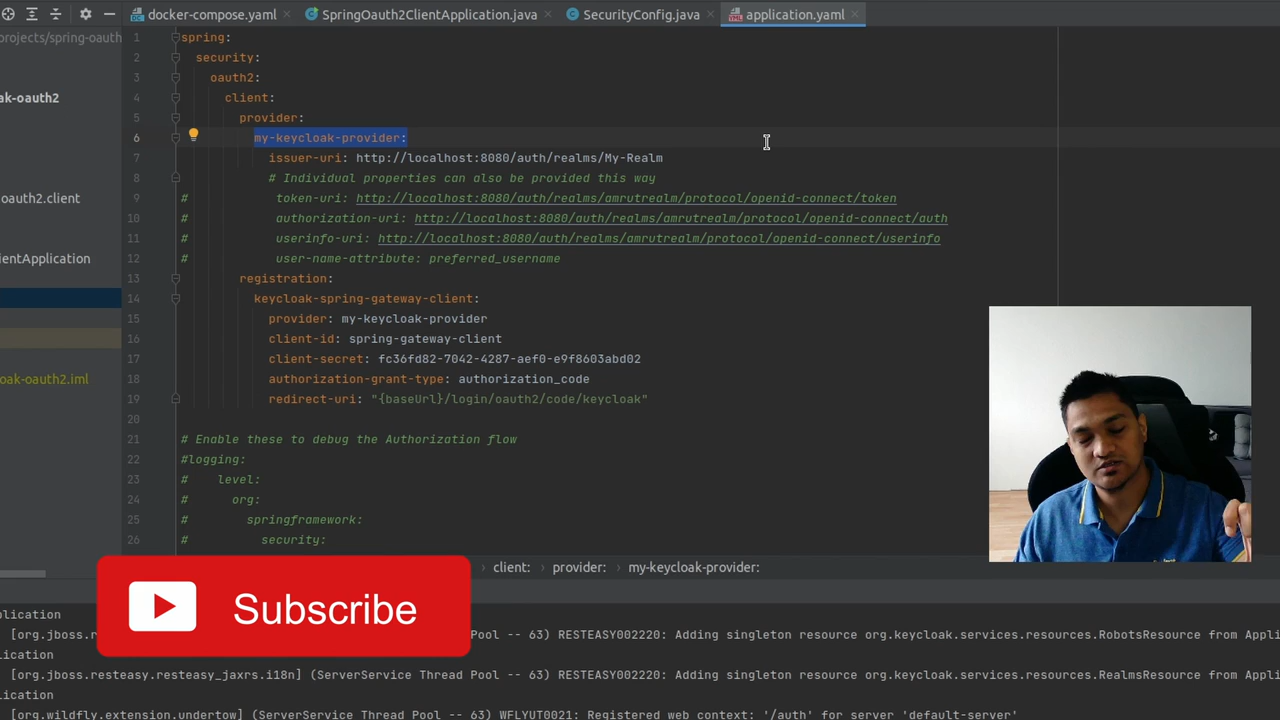 docker-compose.yaml
SpringOauth2ClientApplication.java
SecurityConfig.java
application.yaml
projects/spring-oauth
ak-oauth2
oauth2.client
ientApplication
oak-oauth2.iml
1 spring:
2 security:
3 oauth2:
4 client:
5 provider:
6 my-keycloak-provider:
7 issuer-uri: http://localhost:8080/auth/realms/My-Realm
8 # Individual properties can also be provided this way
9 # token-uri: http://localhost:8080/auth/realms/amrutrealm/protocol/openid-connect/token
10 # authorization-uri: http://localhost:8080/auth/realms/amrutrealm/protocol/openid-connect/auth
11 # userinfo-uri: http://localhost:8080/auth/realms/amrutrealm/protocol/openid-connect/userinfo
12 # user-name-attribute: preferred_username
13 registration:
14 keycloak-spring-gateway-client:
15 provider: my-keycloak-provider
16 client-id: spring-gateway-client
17 client-secret: fc36fd82-7042-4287-aef0-e9f8603abd02
18 authorization-grant-type: authorization_code
19 redirect-uri: "{baseUrl}/login/oauth2/code/keycloak"
20
21 # Enable these to debug the Authorization flow
22 #logging:
23 # level:
24 # org:
25 # springframework:
26 # security:
› client: › provider: › my-keycloak-provider:
Subscribe
plication
[org.jboss.r Pool -- 63) RESTEASY002220: Adding singleton resource org.keycloak.services.resources.RobotsResource from Appli
ication
[org.jboss.resteasy.resteasy_jaxrs.i18n] (ServerService Thread Pool -- 63) RESTEASY002220: Adding singleton resource org.keycloak.services.resources.RealmsResource from Appli
ication
[org.wildfly.extension.undertow] (ServerService Thread Pool -- 63) WFLYUT0021: Registered web context: '/auth' for server 'default-server'